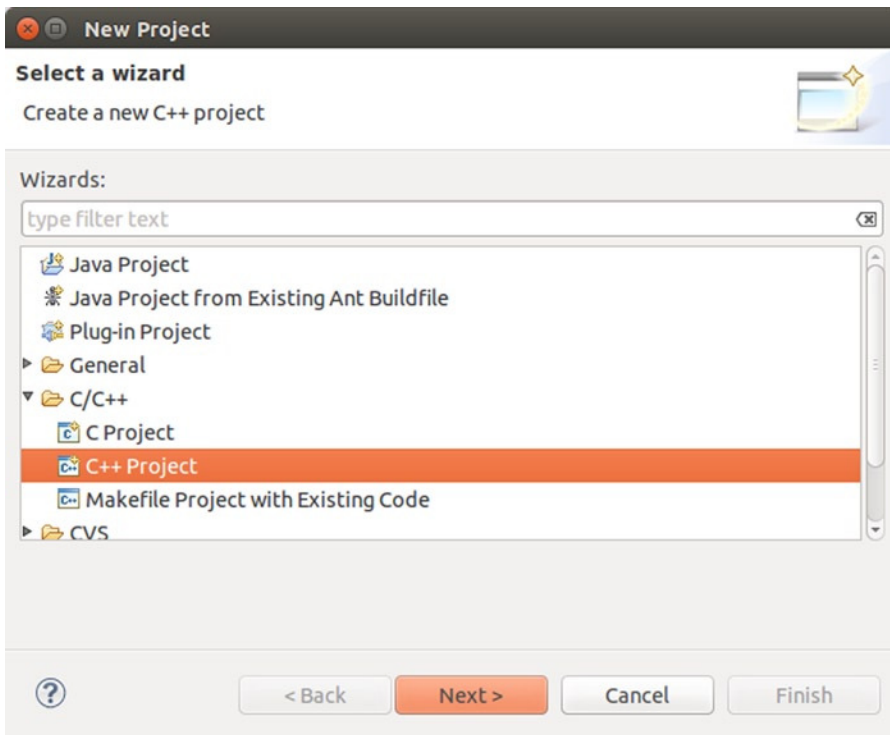 New Project
Select a wizard
Create a new C++ project
Wizards:
type filter text
Java Project
Java Project from Existing Ant Buildfile
Plug-in Project
General
C/C++
C Project
C++ Project
Makefile Project with Existing Code
CVS
< Back Next > Cancel Finish